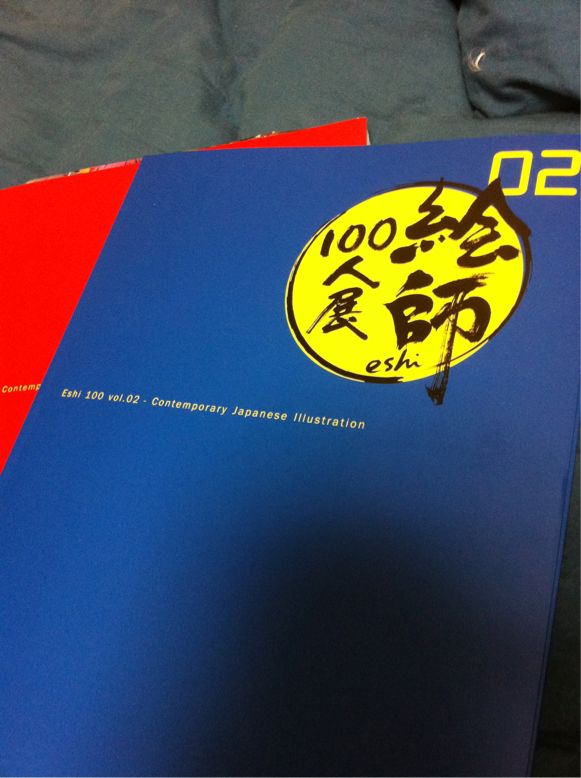 02
絵師
100人展
eshi
Eshi 100 vol.02 - Contemporary Japanese Illustration
Contemp